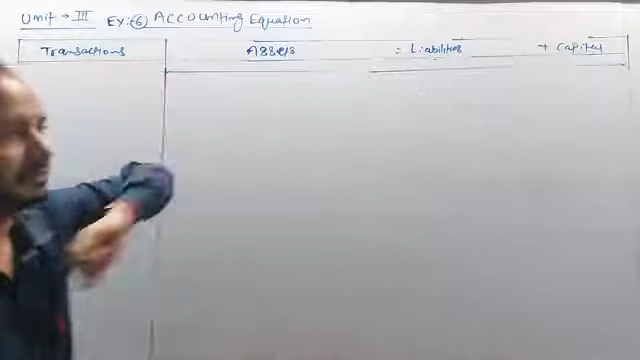 Unit → III Ex: 6 Accounting Equation
Transactions Assets = Liabilities + Capital